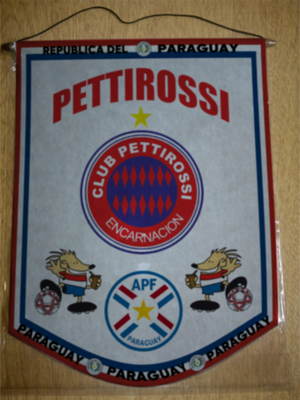 REPUBLICA DEL PARAGUAY
PETTIROSSI
CLUB PETTIROSSI
ENCARNACION
APF
PARAGUAY
PARAGUAY PARAGUAY PARAGUAY